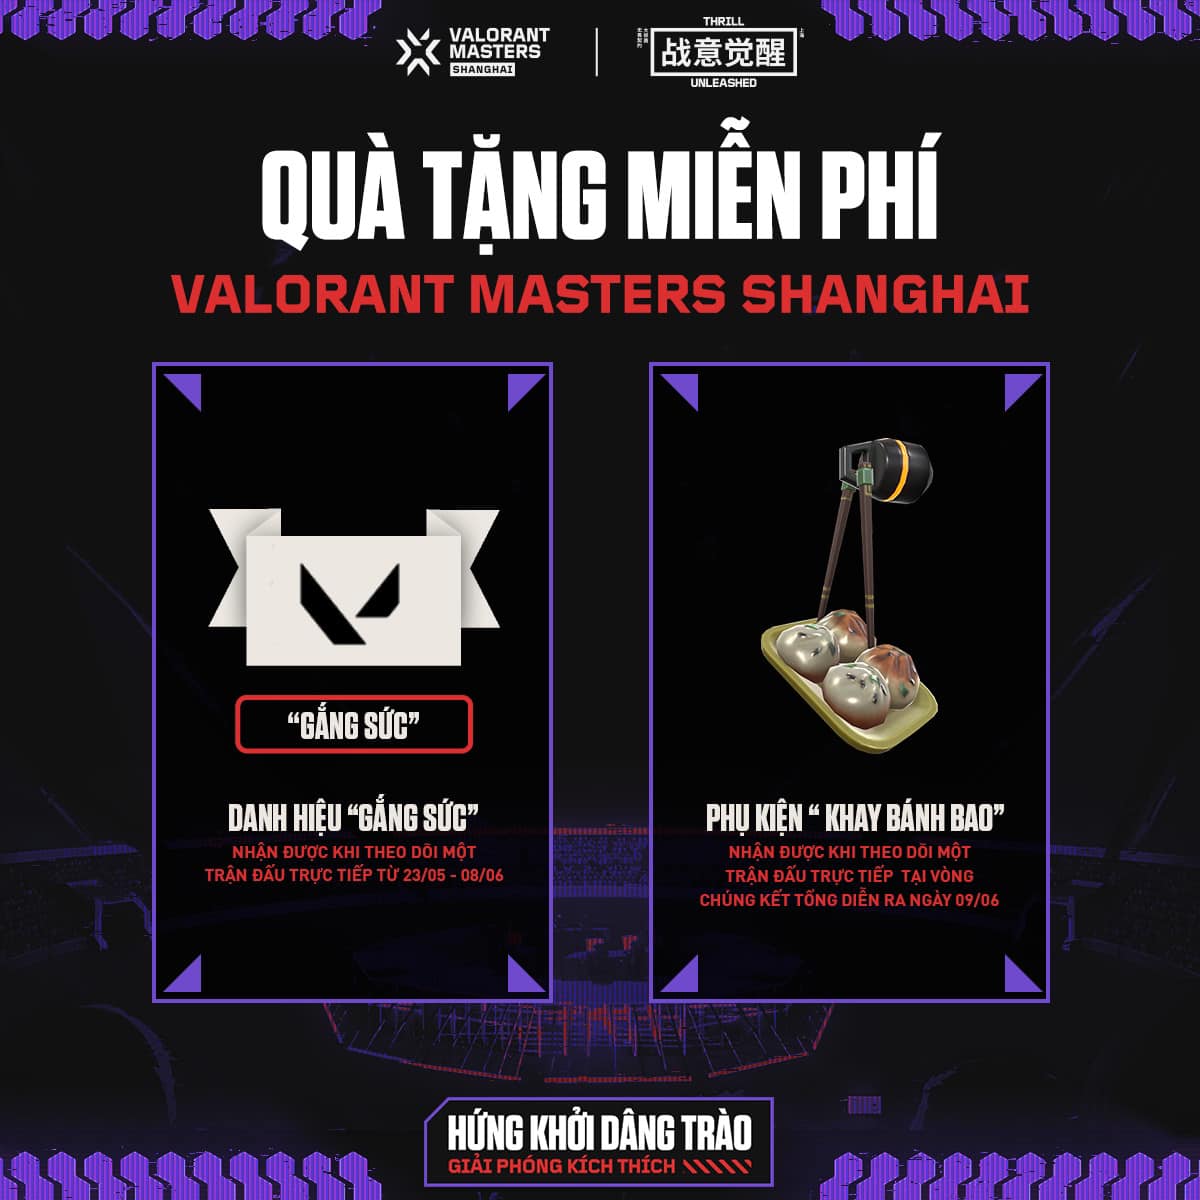 VALORANT
MASTERS
SHANGHAI
THRILL
战意觉醒
UNLEASHED
QUÀ TẶNG MIỄN PHÍ
VALORANT MASTERS SHANGHAI
“GẮNG SỨC”
DANH HIỆU “GẮNG SỨC”
NHẬN ĐƯỢC KHI THEO DÕI MỘT
TRẬN ĐẤU TRỰC TIẾP TỪ 23/05 - 08/06
PHỤ KIỆN “ KHAY BÁNH BAO”
NHẬN ĐƯỢC KHI THEO DÕI MỘT
TRẬN ĐẤU TRỰC TIẾP TẠI VÒNG
CHÚNG KẾT TỔNG DIỄN RA NGÀY 09/06
HỨNG KHỞI DÂNG TRÀO
GIẢI PHÓNG KÍCH THÍCH